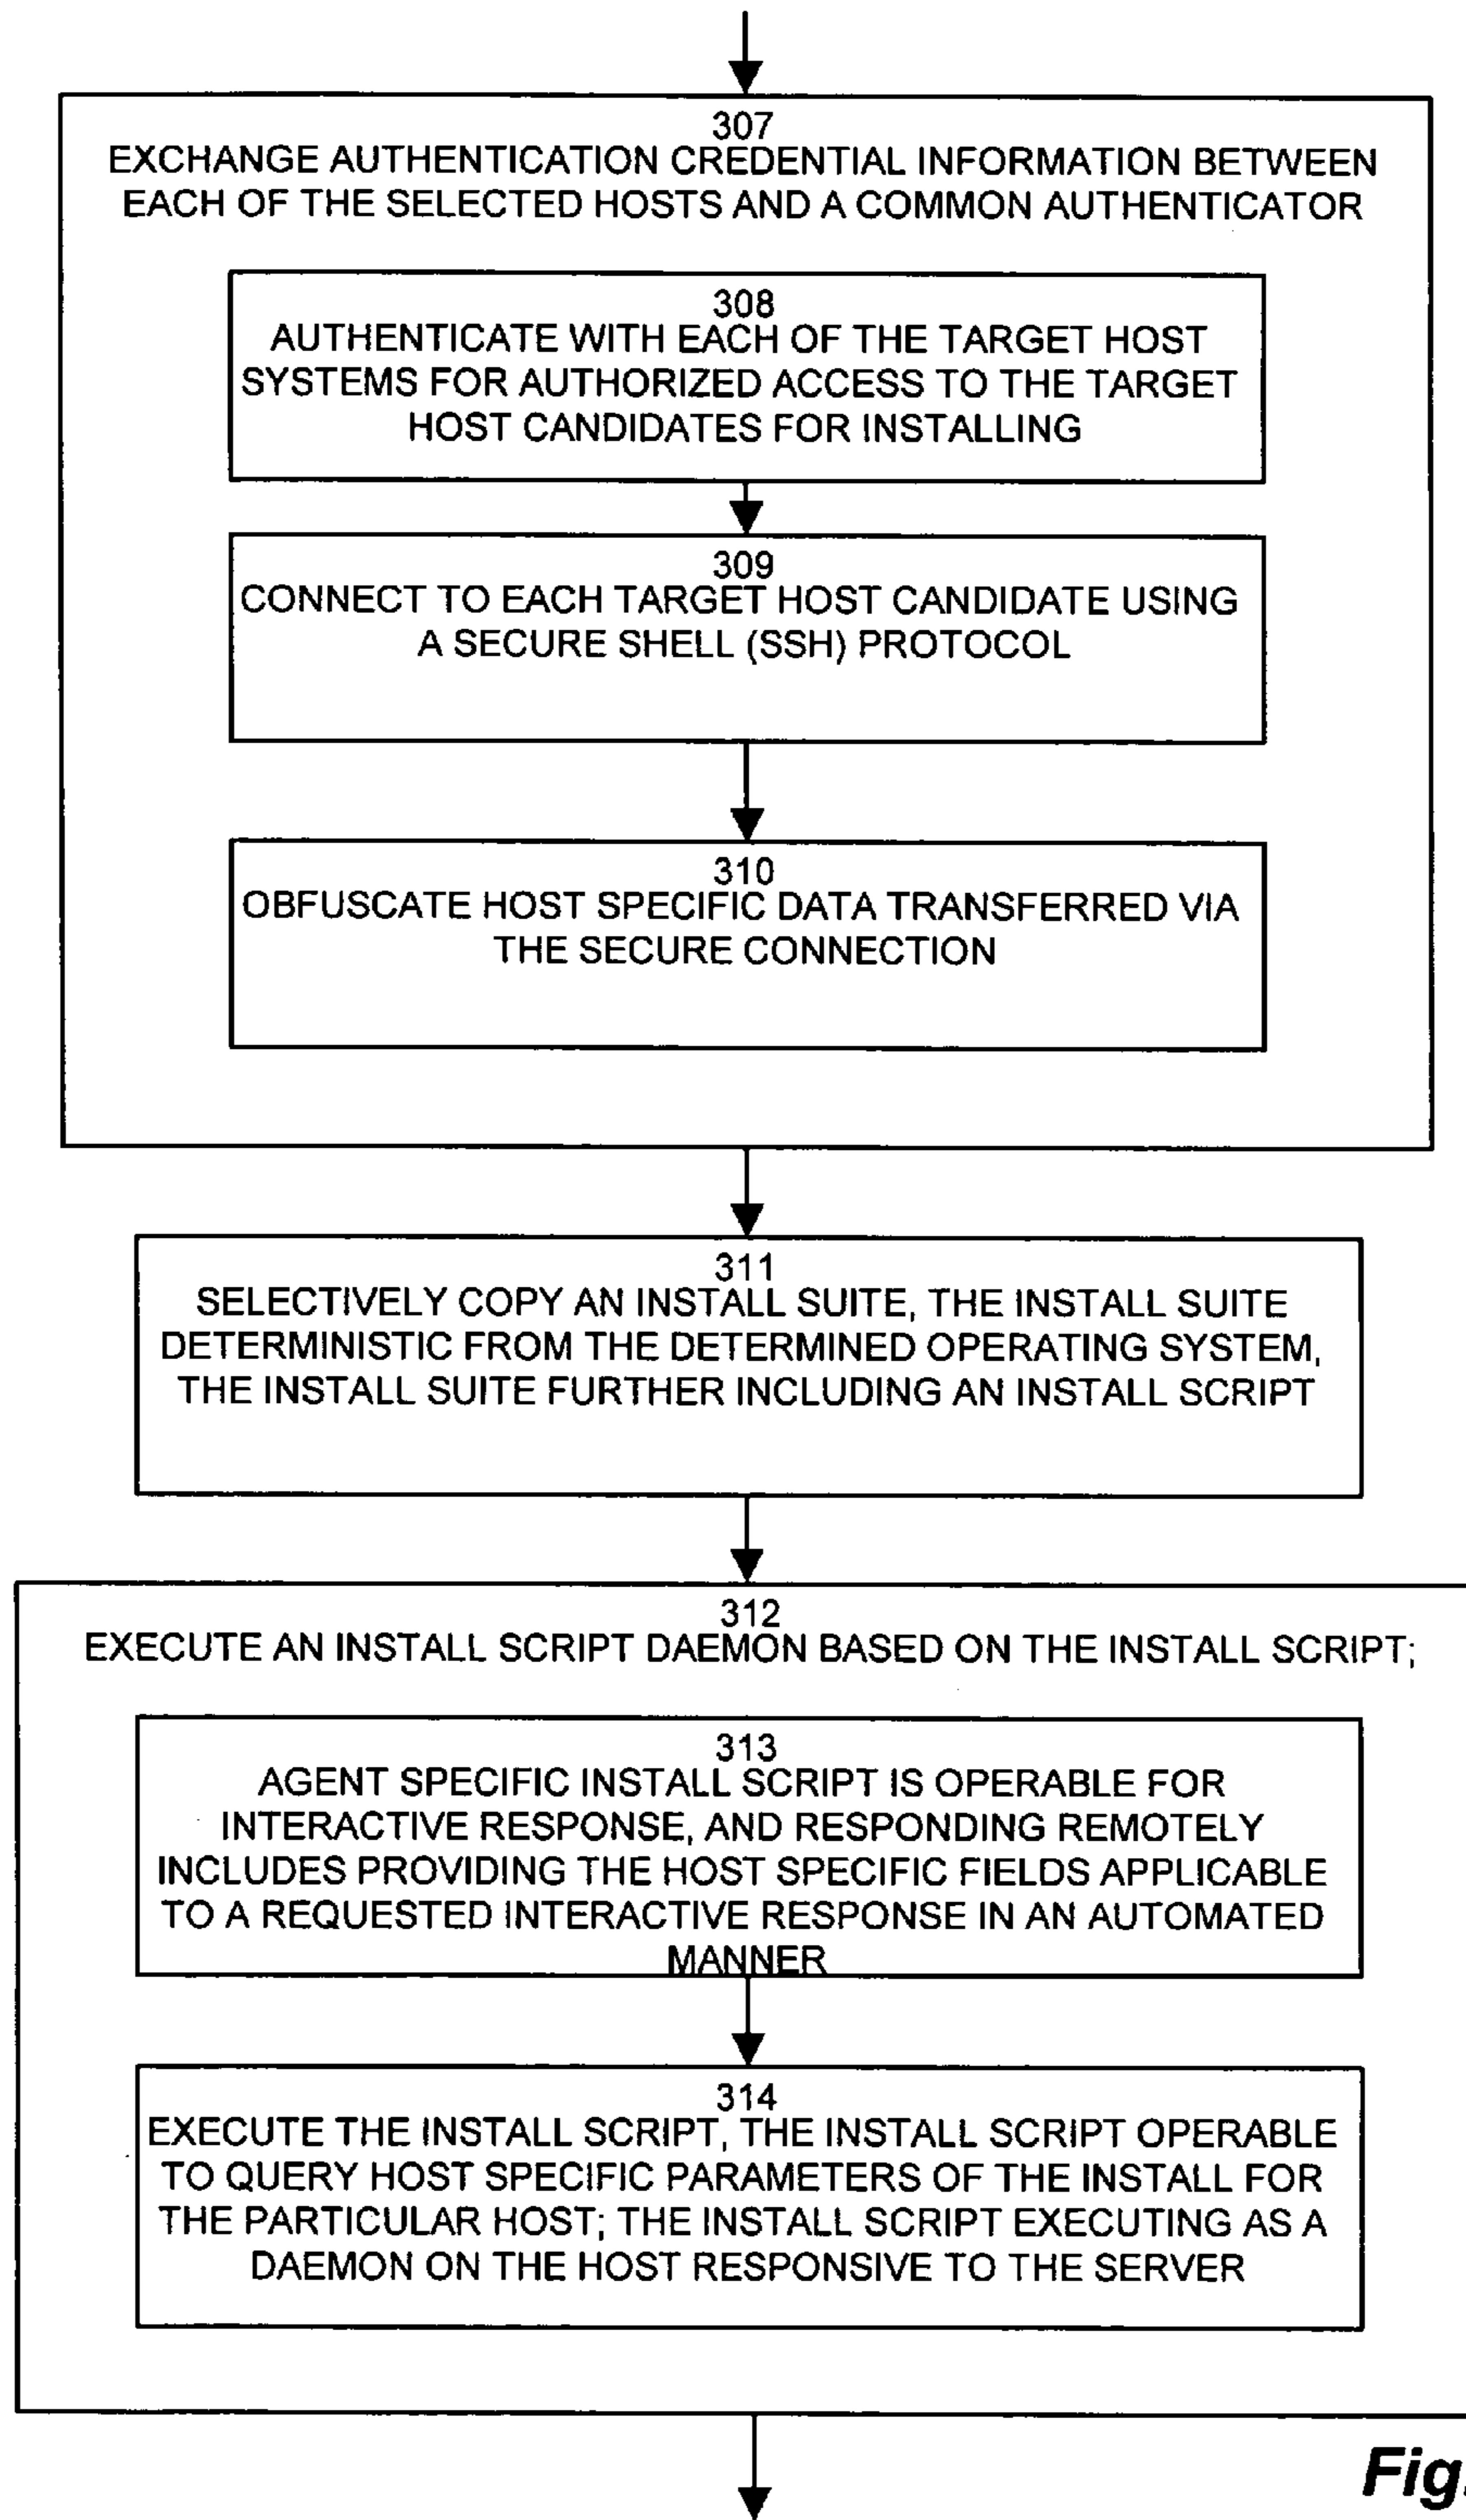 307
EXCHANGE AUTHENTICATION CREDENTIAL INFORMATION BETWEEN
EACH OF THE SELECTED HOSTS AND A COMMON AUTHENTICATOR
308
AUTHENTICATE WITH EACH OF THE TARGET HOST
SYSTEMS FOR AUTHORIZED ACCESS TO THE TARGET
HOST CANDIDATES FOR INSTALLING
309
CONNECT TO EACH TARGET HOST CANDIDATE USING
A SECURE SHELL (SSH) PROTOCOL
310
OBFUSCATE HOST SPECIFIC DATA TRANSFERRED VIA
THE SECURE CONNECTION
311
SELECTIVELY COPY AN INSTALL SUITE, THE INSTALL SUITE
DETERMINISTIC FROM THE DETERMINED OPERATING SYSTEM,
THE INSTALL SUITE FURTHER INCLUDING AN INSTALL SCRIPT
312
EXECUTE AN INSTALL SCRIPT DAEMON BASED ON THE INSTALL SCRIPT;
313
AGENT SPECIFIC INSTALL SCRIPT IS OPERABLE FOR
INTERACTIVE RESPONSE, AND RESPONDING REMOTELY
INCLUDES PROVIDING THE HOST SPECIFIC FIELDS APPLICABLE
TO A REQUESTED INTERACTIVE RESPONSE IN AN AUTOMATED
MANNER
314
EXECUTE THE INSTALL SCRIPT, THE INSTALL SCRIPT OPERABLE
TO QUERY HOST SPECIFIC PARAMETERS OF THE INSTALL FOR
THE PARTICULAR HOST; THE INSTALL SCRIPT EXECUTING AS A
DAEMON ON THE HOST RESPONSIVE TO THE SERVER
Fig.